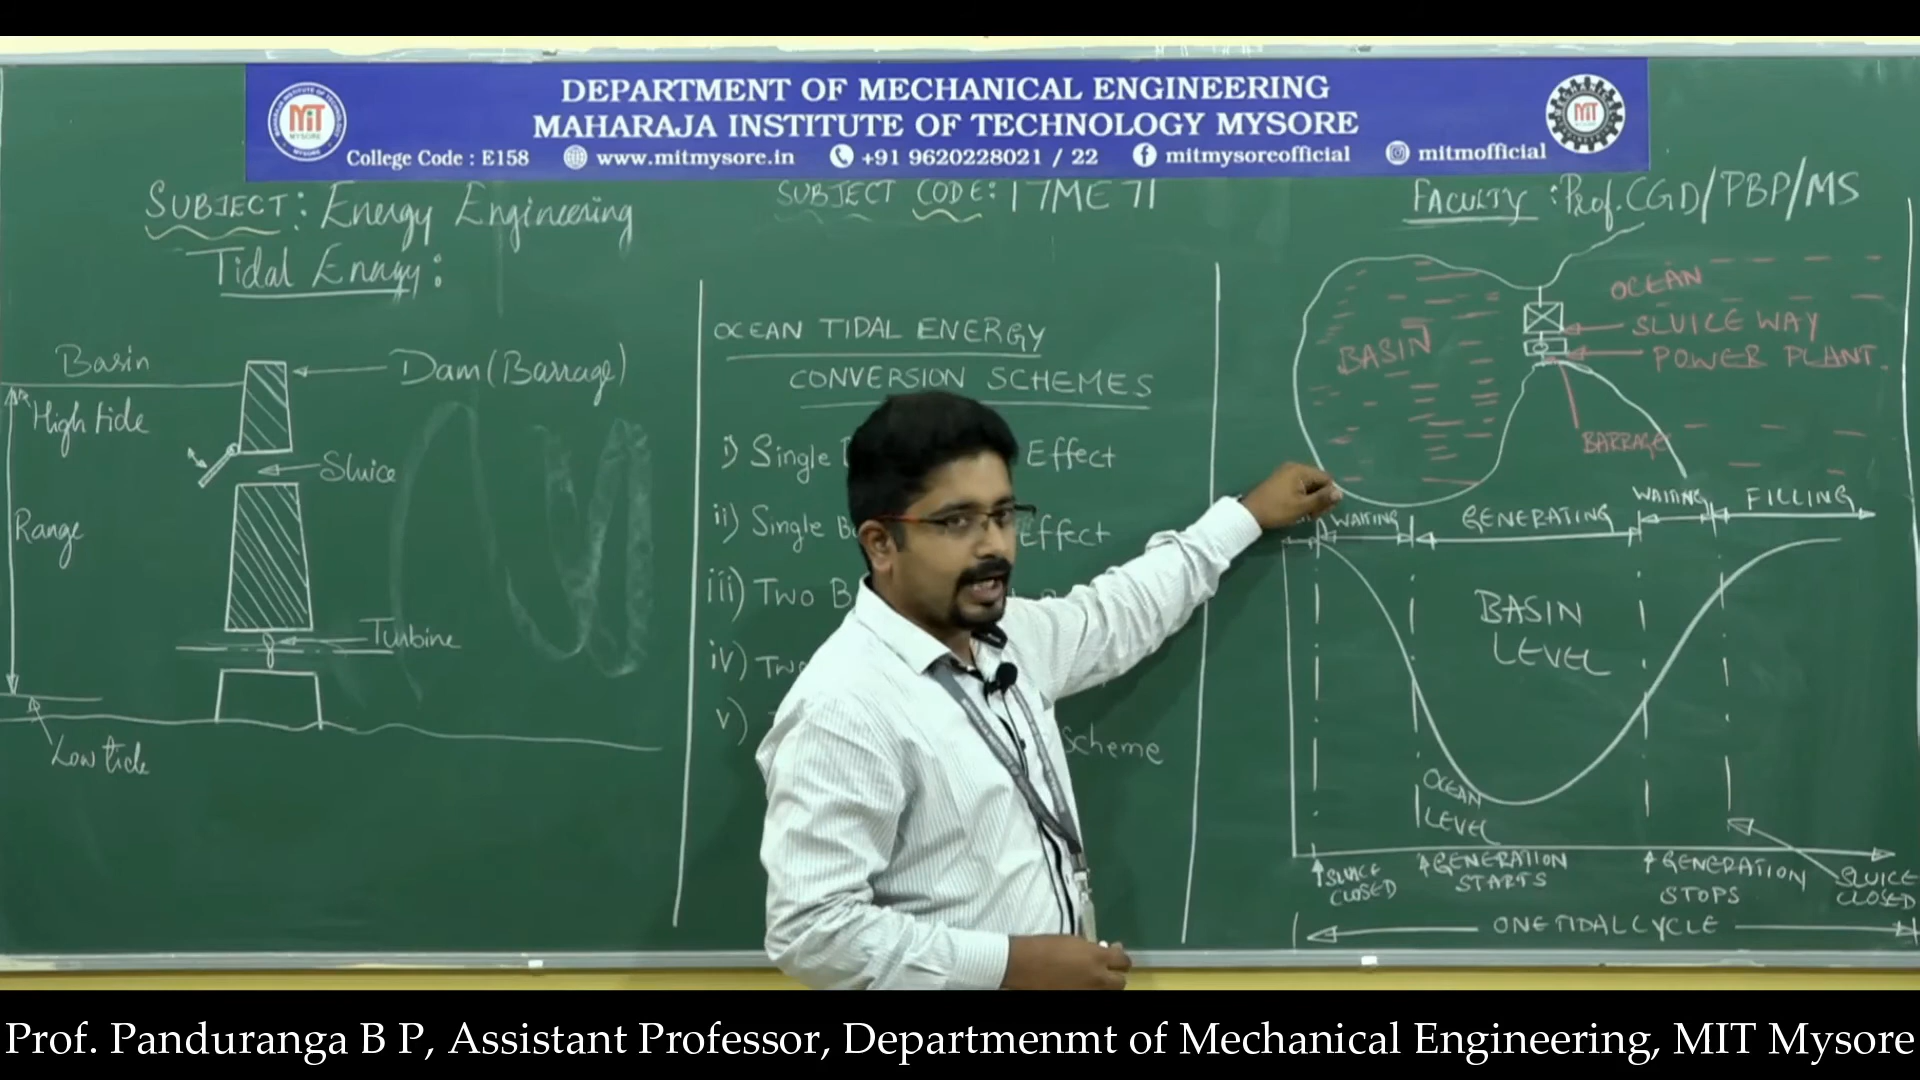 DEPARTMENT OF MECHANICAL ENGINEERING
MAHARAJA INSTITUTE OF TECHNOLOGY MYSORE
College Code : E158 www.mitmysore.in +91 9620228021 / 22 mitmysoreofficial mitmofficial
MIT
MYSORE
MIT
SUBJECT: Energy Engineering
SUBJECT CODE: 17ME71
FACULTY : Prof. CGD/PBP/MS
Tidal Energy:
Basin
Dam (Barrage)
High tide
Sluice
Range
Turbine
Low tide
OCEAN TIDAL ENERGY
CONVERSION SCHEMES
i) Single Effect
ii) Single Effect
iii) Two
iv)
v) Scheme
OCEAN
SLUICE WAY
BASIN
POWER PLANT.
BARRAGE
WAITING GENERATING WAITING FILLING
BASIN
LEVEL
OCEAN
LEVEL
SLUICE
CLOSED
GENERATION
STARTS
GENERATION
STOPS
SLUICE
CLOSED
ONE TIDAL CYCLE
Prof. Panduranga B P, Assistant Professor, Departmenmt of Mechanical Engineering, MIT Mysore